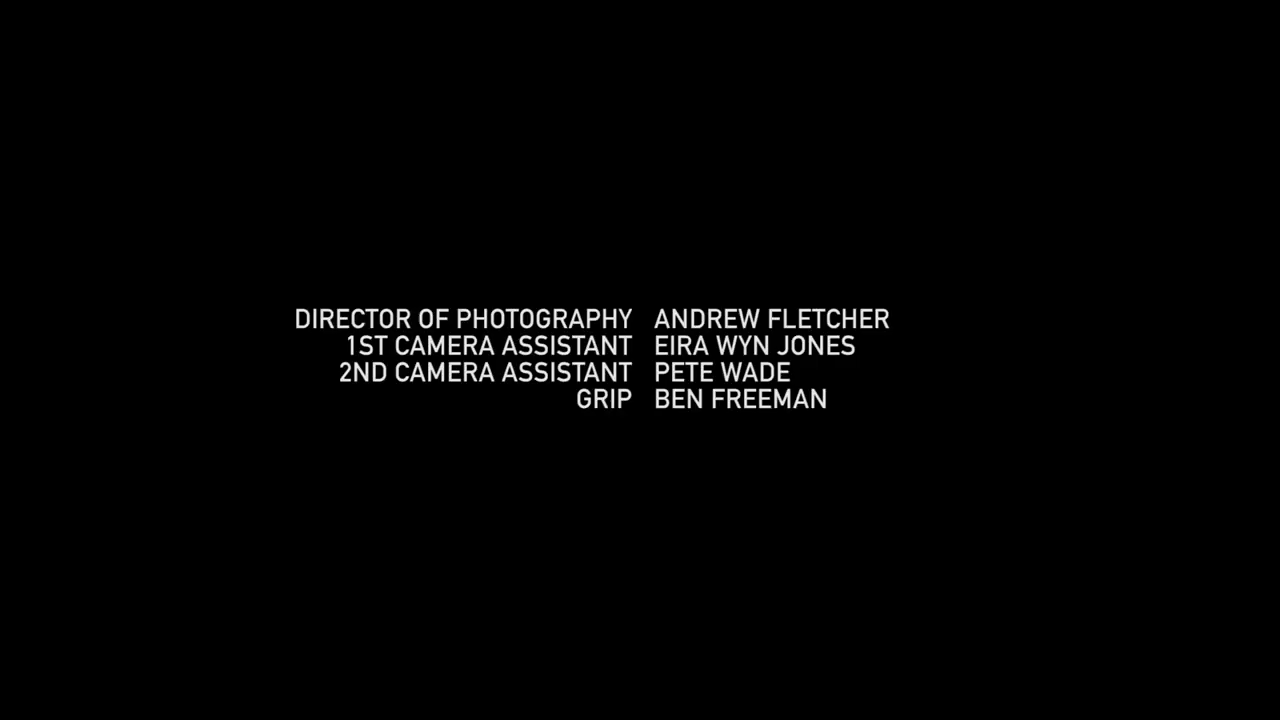 DIRECTOR OF PHOTOGRAPHY ANDREW FLETCHER
1ST CAMERA ASSISTANT EIRA WYN JONES
2ND CAMERA ASSISTANT PETE WADE
GRIP BEN FREEMAN